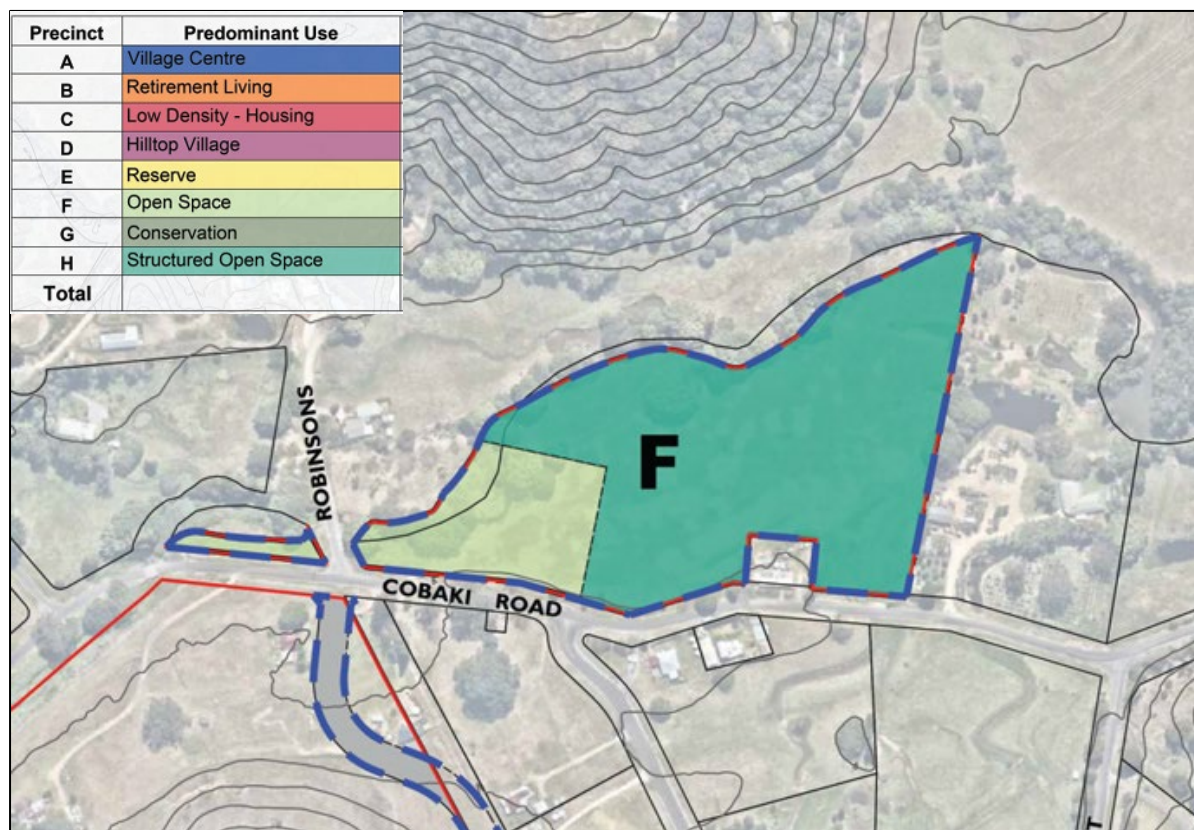 Precinct Predominant Use
A Village Centre
B Retirement Living
C Low Density - Housing
D Hilltop Village
E Reserve
F Open Space
G Conservation
H Structured Open Space
Total
ROBINSONS
F
COBAKI ROAD
T